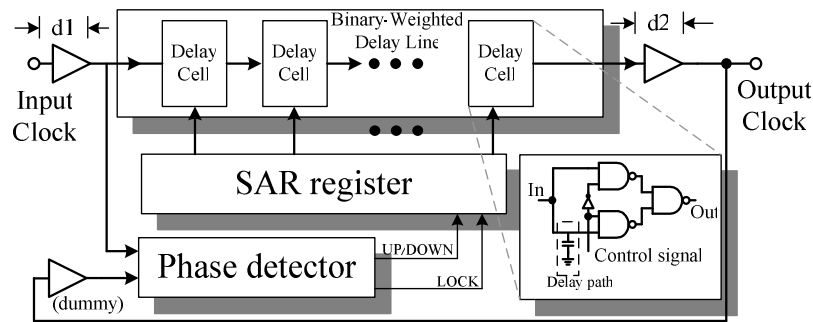 d1
Binary-Weighted
Delay Line
d2
Delay
Cell
Delay
Cell
Delay
Cell
Input
Clock
Output
Clock
SAR register
In
Out
Control signal
Delay path
UP/DOWN
Phase detector
LOCK
(dummy)